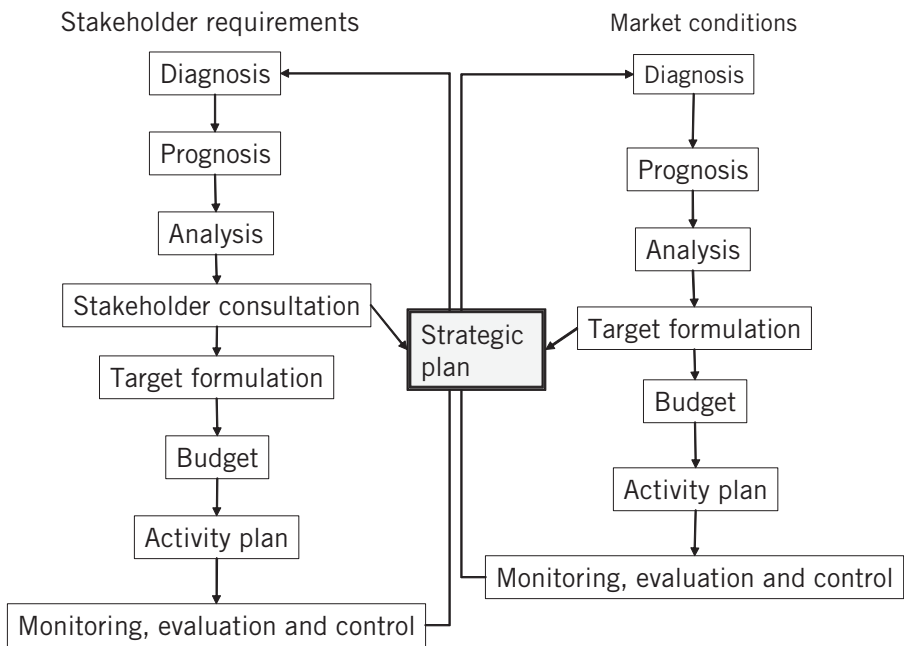 Stakeholder requirements
Diagnosis
Prognosis
Analysis
Stakeholder consultation
Target formulation
Budget
Activity plan
Monitoring, evaluation and control
Strategic
plan
Market conditions
Diagnosis
Prognosis
Analysis
Target formulation
Budget
Activity plan
Monitoring, evaluation and control